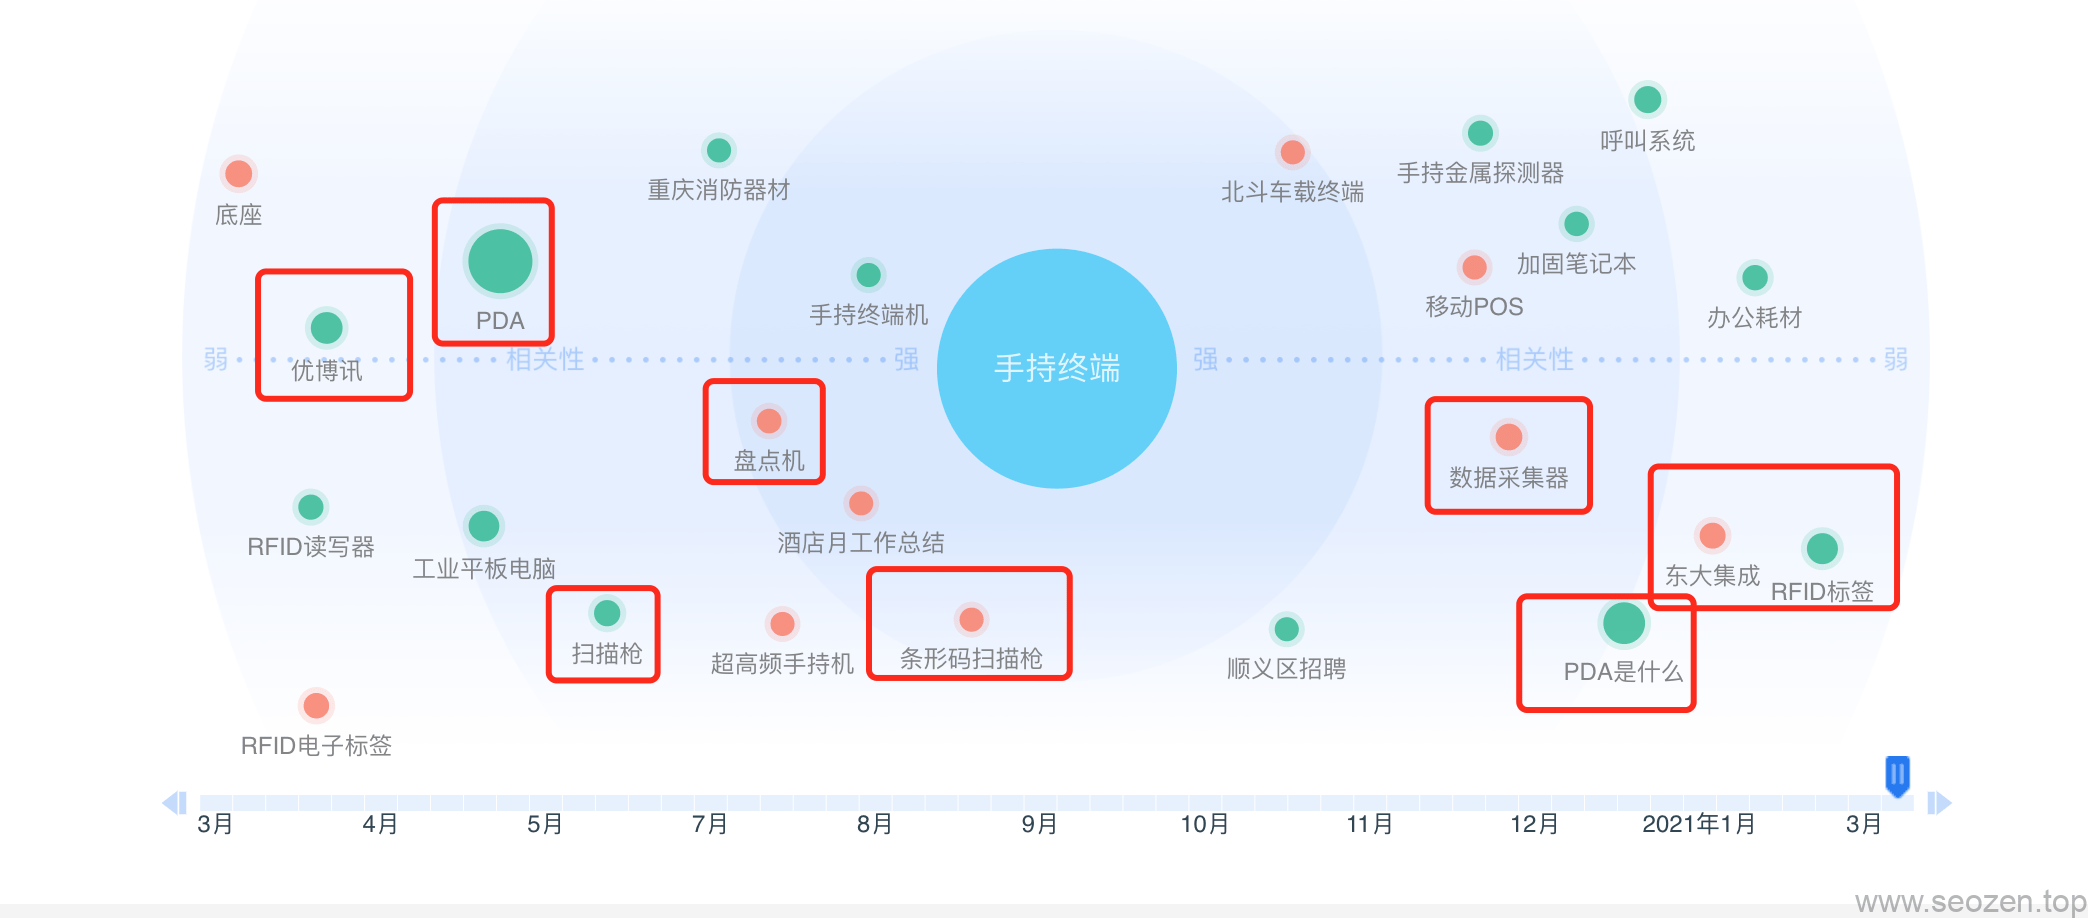 呼叫系统
手持金属探测器
重庆消防器材
北斗车载终端
底座
加固笔记本
移动POS
手持终端机
办公耗材
PDA
弱
相关性
强
手持终端
强
相关性
弱
优博讯
盘点机
数据采集器
酒店月工作总结
RFID读写器
工业平板电脑
东大集成
RFID标签
扫描枪
超高频手持机
条形码扫描枪
顺义区招聘
PDA是什么
RFID电子标签
3月 4月 5月 7月 8月 9月 10月 11月 12月 2021年1月 3月
www.seozen.top